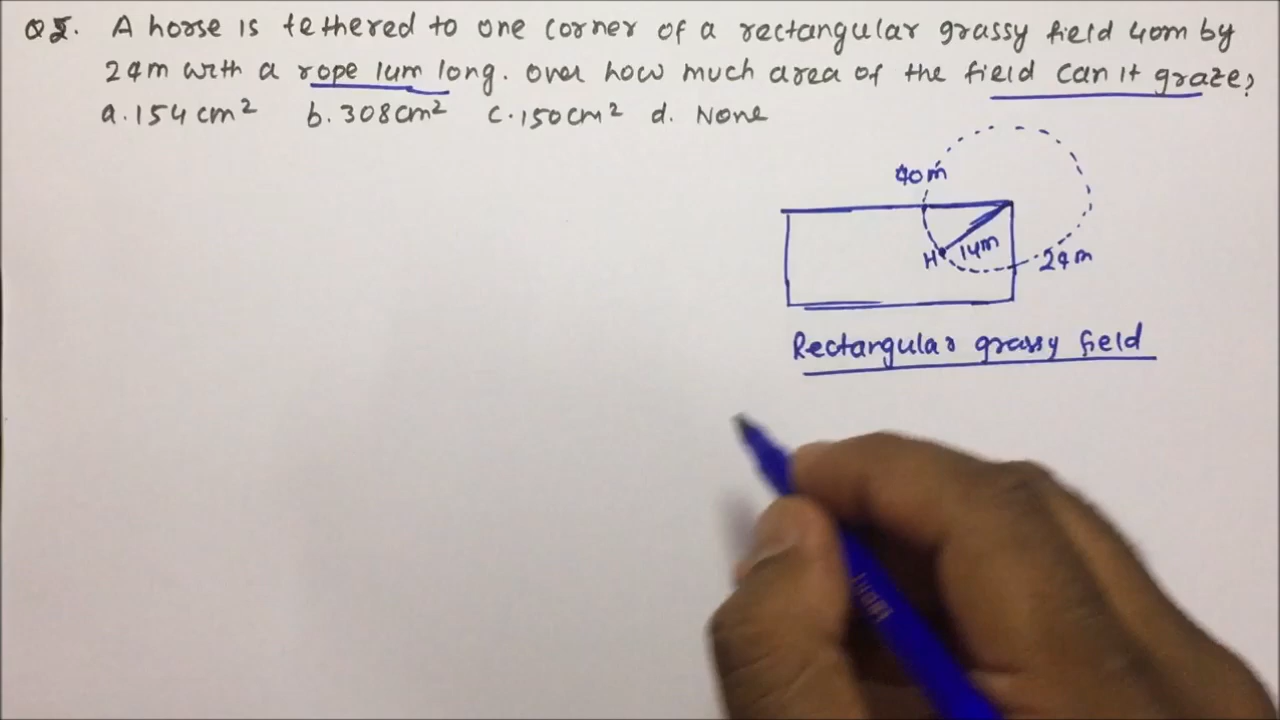 Q5. A horse is tethered to one corner of a rectangular grassy field 40m by
24m with a rope 14m long. Over how much area of the field can it graze?
a. 154 cm² b. 308 cm² c. 150 cm² d. None
40m
H 14m
24m
Rectangular grassy field